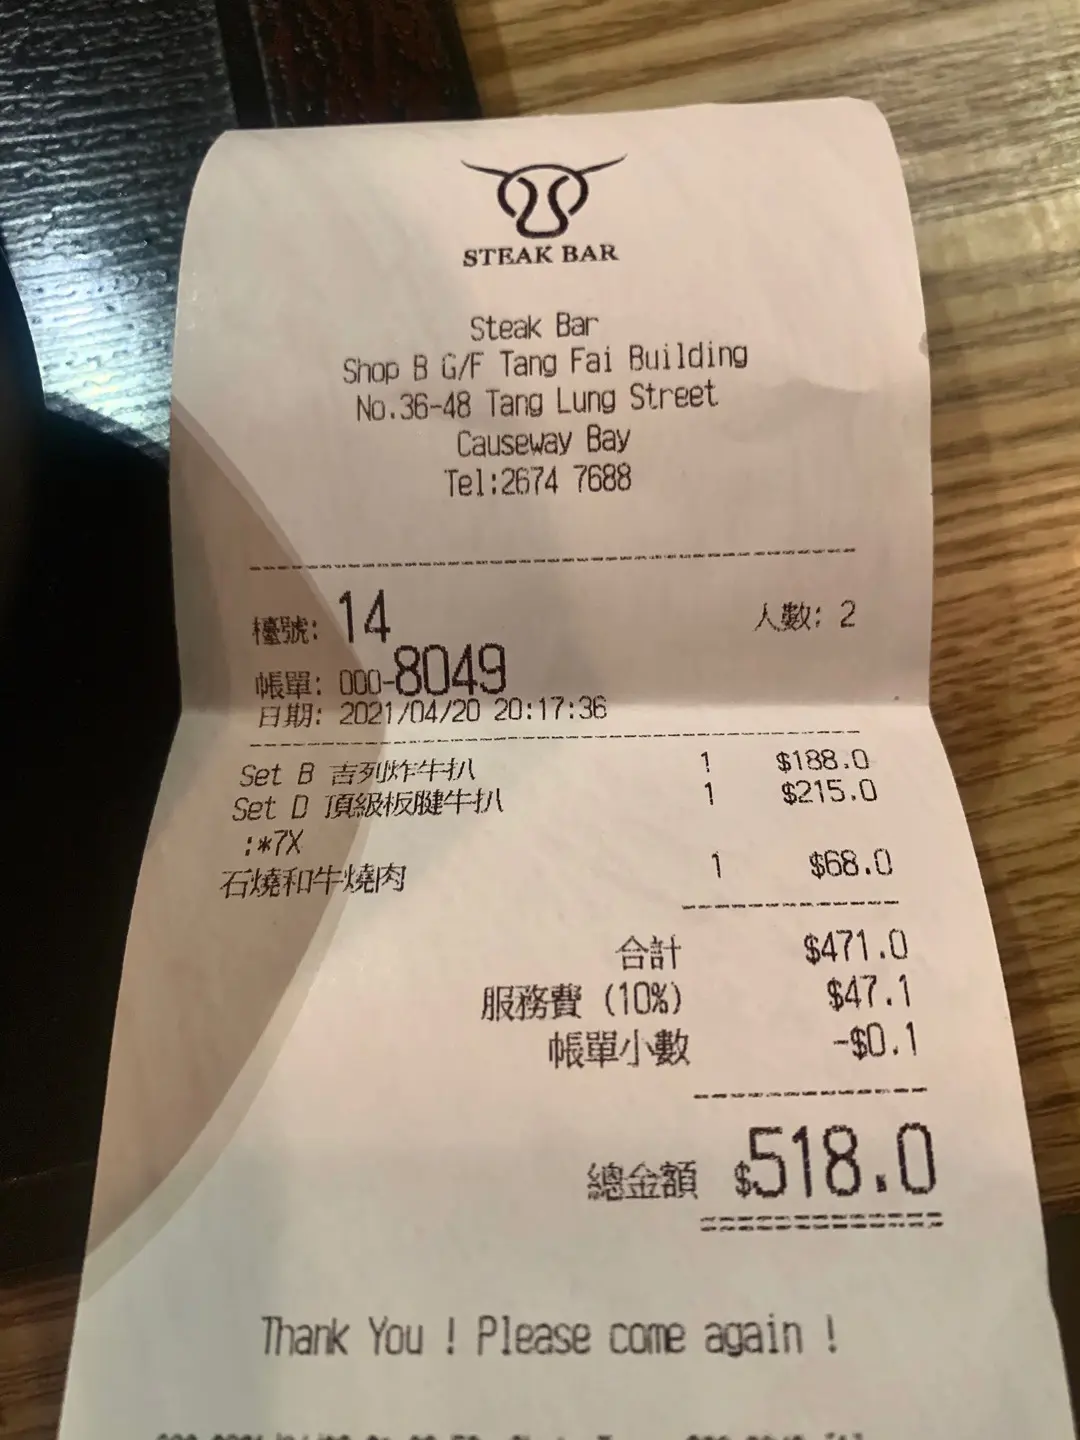 STEAK BAR
Steak Bar
Shop B G/F Tang Fai Building
No.36-48 Tang Lung Street
Causeway Bay
Tel:2674 7688
檯號: 14 人數: 2
帳單: 000-8049
日期: 2021/04/20 20:17:36
Set B 吉列炸牛扒 1 $188.0
Set D 頂級板腱牛扒 1 $215.0
:*7X
石燒和牛燒肉 1 $68.0
合計 $471.0
服務費 (10%) $47.1
帳單小數 -$0.1
總金額 $518.0
Thank You ! Please come again !